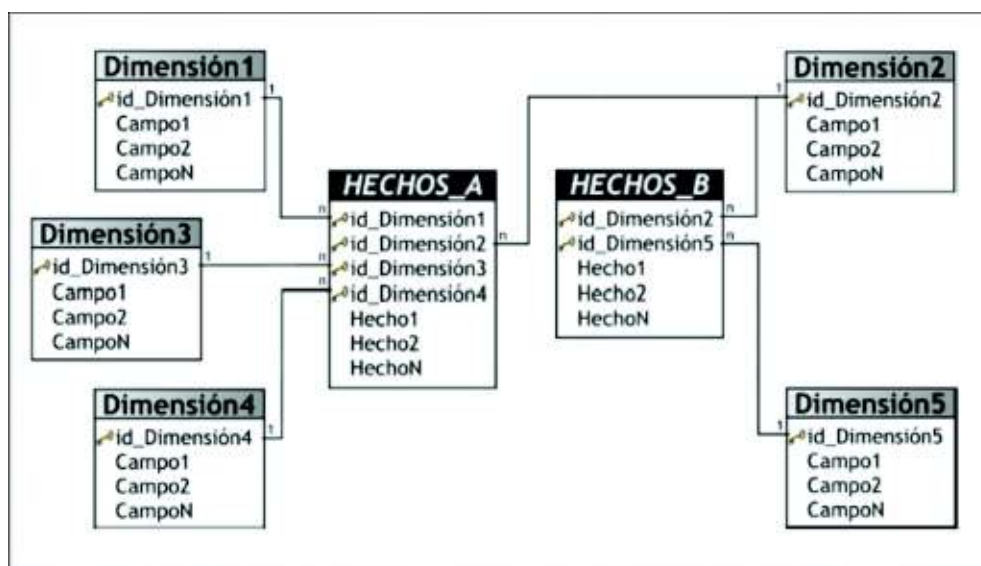 Dimensión1
id_Dimensión1
Campo1
Campo2
CampoN
1
Dimensión3
id_Dimensión3
Campo1
Campo2
CampoN
1
Dimensión4
id_Dimensión4
Campo1
Campo2
CampoN
1
HECHOS_A
n
id_Dimensión1
id_Dimensión2
n
n
id_Dimensión3
n
id_Dimensión4
Hecho1
Hecho2
HechoN
HECHOS_B
id_Dimensión2
n
id_Dimensión5
n
Hecho1
Hecho2
HechoN
Dimensión2
1
id_Dimensión2
Campo1
Campo2
CampoN
Dimensión5
1
id_Dimensión5
Campo1
Campo2
CampoN